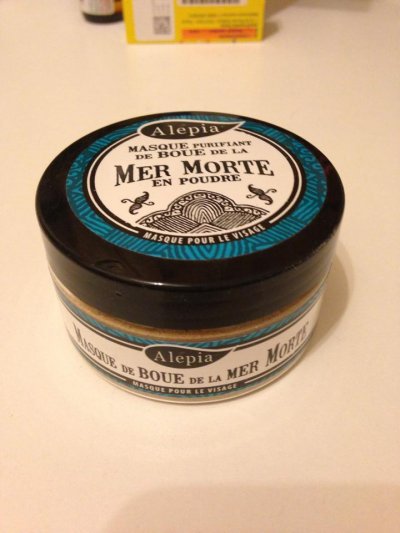 Alepia
MASQUE PURIFIANT
DE BOUE DE LA
MER MORTE
EN POUDRE
MASQUE POUR LE VISAGE
Alepia
MASQUE DE BOUE DE LA MER MORTE
MASQUE POUR LE VISAGE